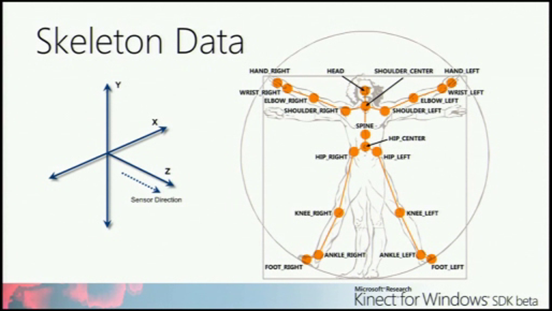 Skeleton Data
Y
X
Z
Sensor Direction
HAND_RIGHT
HEAD
SHOULDER_CENTER
HAND_LEFT
WRIST_RIGHT
WRIST_LEFT
ELBOW_RIGHT
ELBOW_LEFT
SHOULDER_RIGHT
SHOULDER_LEFT
SPINE
HIP_CENTER
HIP_RIGHT
HIP_LEFT
KNEE_RIGHT
KNEE_LEFT
ANKLE_RIGHT
ANKLE_LEFT
FOOT_RIGHT
FOOT_LEFT
Microsoft Research
Kinect for Windows SDK beta